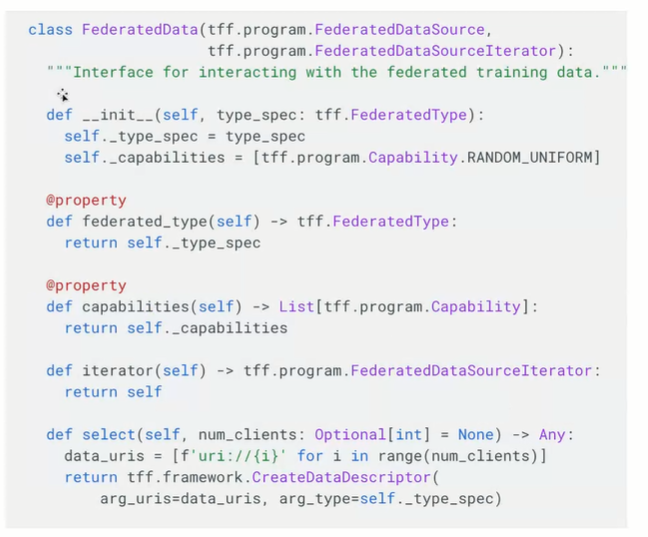 class FederatedData(tff.program.FederatedDataSource,
                    tff.program.FederatedDataSourceIterator):
  """Interface for interacting with the federated training data."""
  def __init__(self, type_spec: tff.FederatedType):
    self._type_spec = type_spec
    self._capabilities = [tff.program.Capability.RANDOM_UNIFORM]
  @property
  def federated_type(self) -> tff.FederatedType:
    return self._type_spec
  @property
  def capabilities(self) -> List[tff.program.Capability]:
    return self._capabilities
  def iterator(self) -> tff.program.FederatedDataSourceIterator:
    return self
  def select(self, num_clients: Optional[int] = None) -> Any:
    data_uris = [f'uri://{i}' for i in range(num_clients)]
    return tff.framework.CreateDataDescriptor(
        arg_uris=data_uris, arg_type=self._type_spec)